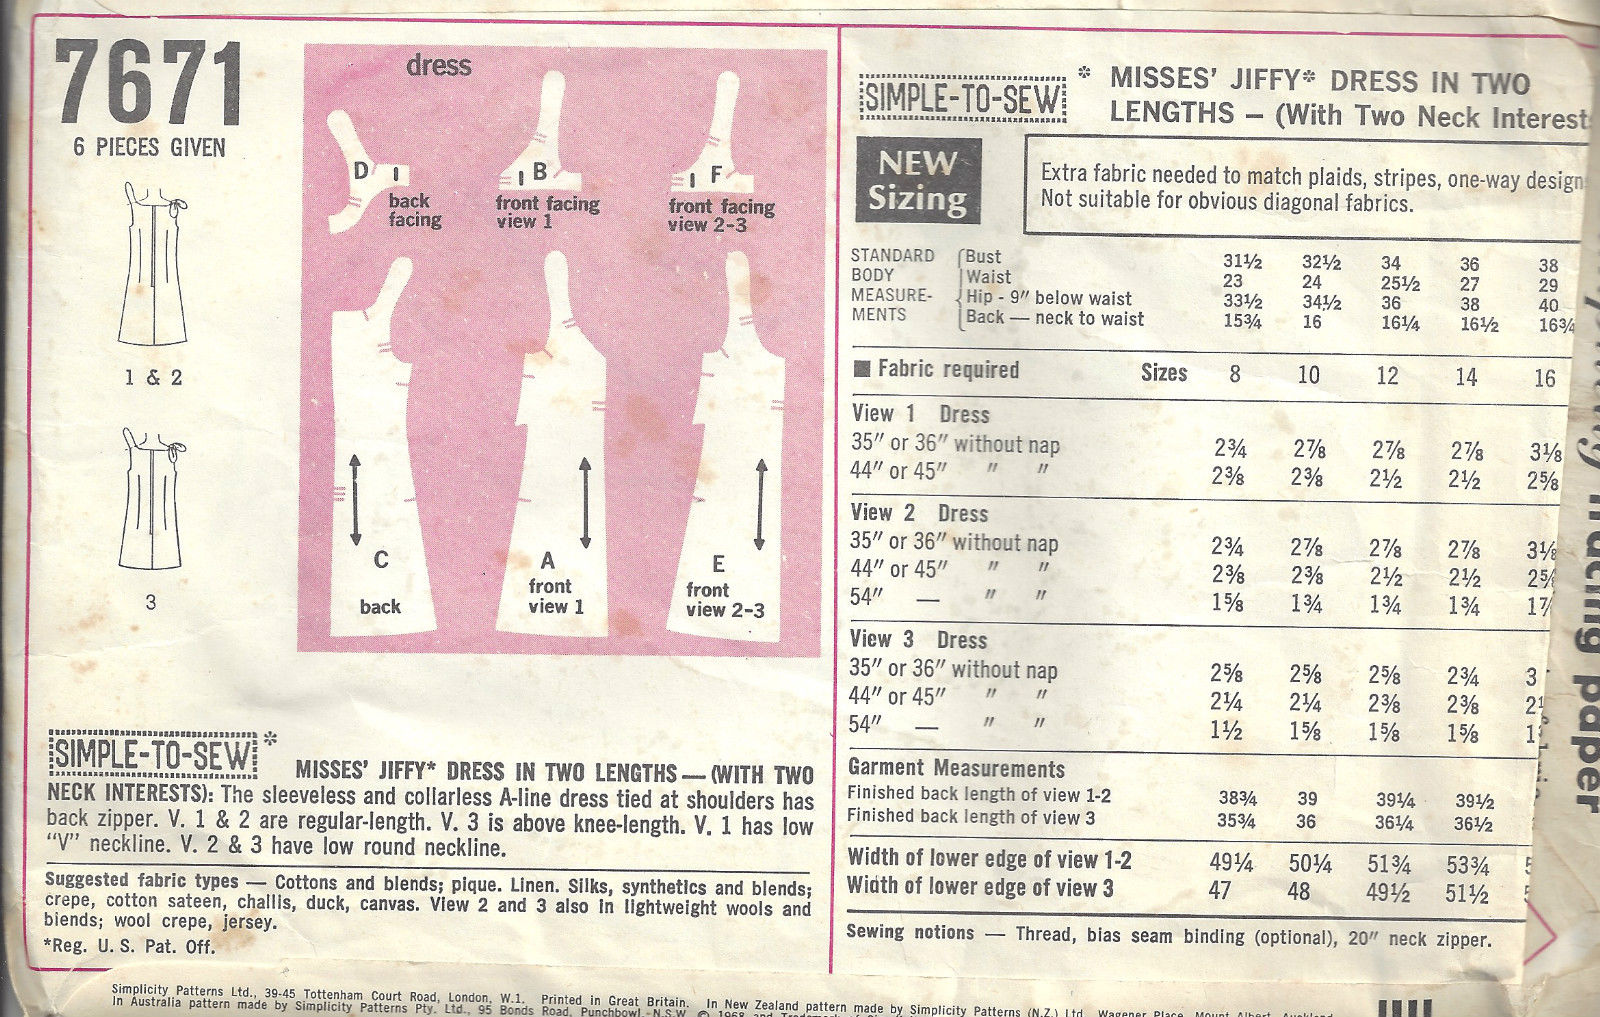 7671
6 PIECES GIVEN
1 & 2
3
dress
D I
back
facing
I B
front facing
view 1
I F
front facing
view 2-3
C
back
A
front
view 1
E
front
view 2-3
SIMPLE-TO-SEW*
MISSES' JIFFY* DRESS IN TWO LENGTHS — (WITH TWO
NECK INTERESTS): The sleeveless and collarless A-line dress tied at shoulders has
back zipper. V. 1 & 2 are regular-length. V. 3 is above knee-length. V. 1 has low
"V" neckline. V. 2 & 3 have low round neckline.
Suggested fabric types — Cottons and blends; pique. Linen. Silks, synthetics and blends;
crepe, cotton sateen, challis, duck, canvas. View 2 and 3 also in lightweight wools and
blends; wool crepe, jersey.
*Reg. U. S. Pat. Off.
SIMPLE-TO-SEW*
MISSES' JIFFY* DRESS IN TWO
LENGTHS – (With Two Neck Interest
NEW
Sizing
Extra fabric needed to match plaids, stripes, one-way design
Not suitable for obvious diagonal fabrics.
STANDARD BODY MEASURE-MENTS
Bust 31½ 32½ 34 36 38
Waist 23 24 25½ 27 29
Hip - 9" below waist 33½ 34½ 36 38 40
Back — neck to waist 15¾ 16 16¼ 16½ 16¾
■ Fabric required Sizes 8 10 12 14 16
View 1 Dress
35" or 36" without nap 2¾ 2⅞ 2⅞ 2⅞ 3⅛
44" or 45" " " 2⅜ 2⅜ 2½ 2½ 2⅝
View 2 Dress
35" or 36" without nap 2¾ 2⅞ 2⅞ 2⅞ 3⅛
44" or 45" " " 2⅜ 2⅜ 2½ 2½ 2⅝
54" — " " 1⅝ 1¾ 1¾ 1¾ 1
View 3 Dress
35" or 36" without nap 2⅝ 2⅝ 2⅝ 2¾ 3
44" or 45" " " 2¼ 2¼ 2⅜ 2⅜ 2
54" — " " 1½ 1⅝ 1⅝ 1⅝ 1
Garment Measurements
Finished back length of view 1-2 38¾ 39 39¼ 39½
Finished back length of view 3 35¾ 36 36¼ 36½
Width of lower edge of view 1-2 49¼ 50¼ 51¾ 53¾ 5
Width of lower edge of view 3 47 48 49½ 51½
Sewing notions — Thread, bias seam binding (optional), 20" neck zipper.
Simplicity Patterns Ltd., 39-45 Tottenham Court Road, London, W.1. Printed in Great Britain. In New Zealand pattern made by Simplicity Patterns (N.Z.) Ltd
In Australia pattern made by Simplicity Patterns Pty. Ltd., 95 Bonds Road, Punchbowl - N.S.W. © 1968 and
tracing paper